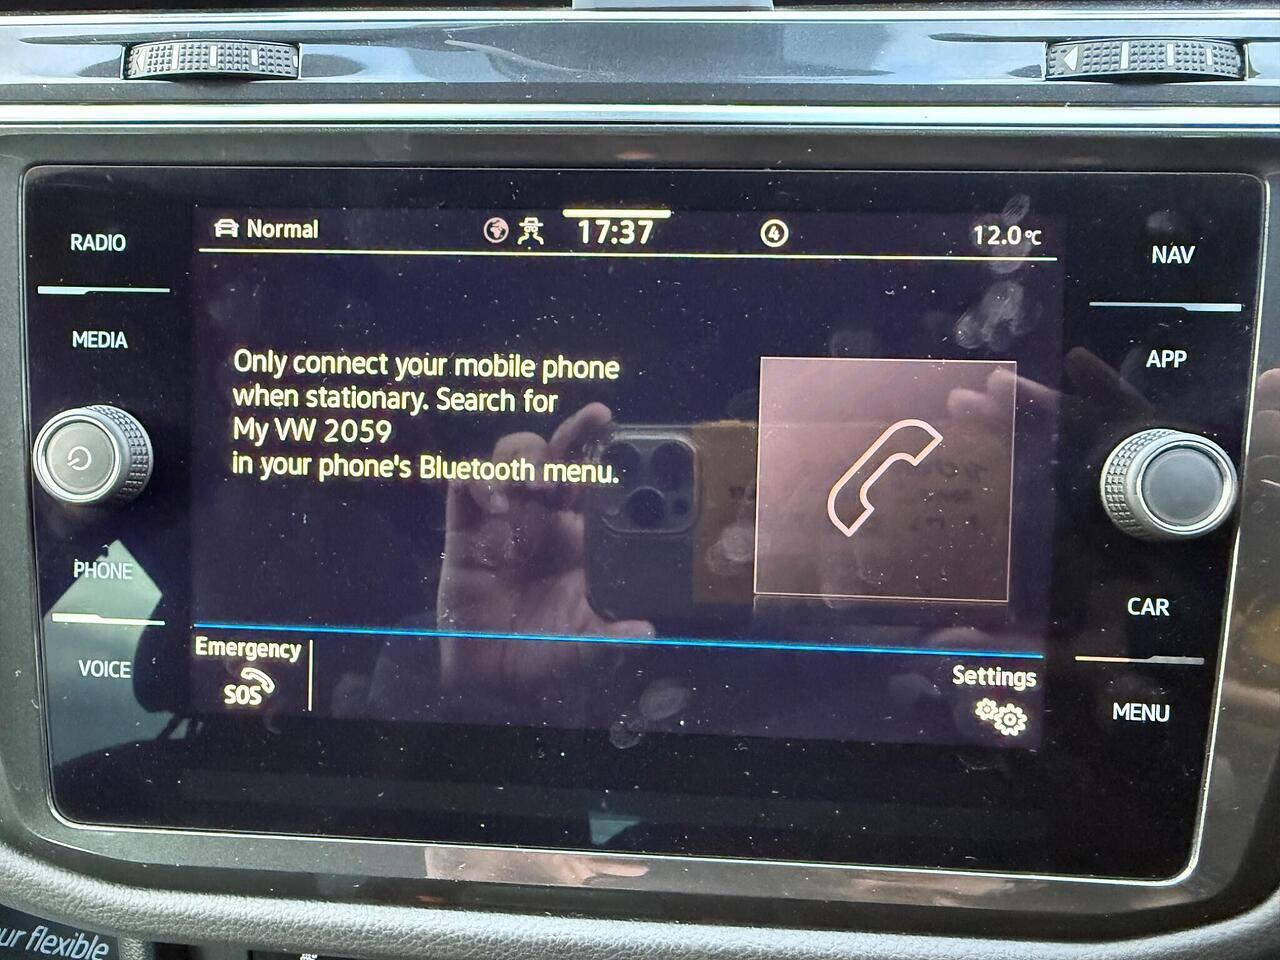 RADIO
MEDIA
PHONE
VOICE
Normal
17:37
4
12.0°C
Only connect your mobile phone
when stationary. Search for
My VW 2059
in your phone's Bluetooth menu.
Emergency
SOS
Settings
NAV
APP
CAR
MENU
ur flexible